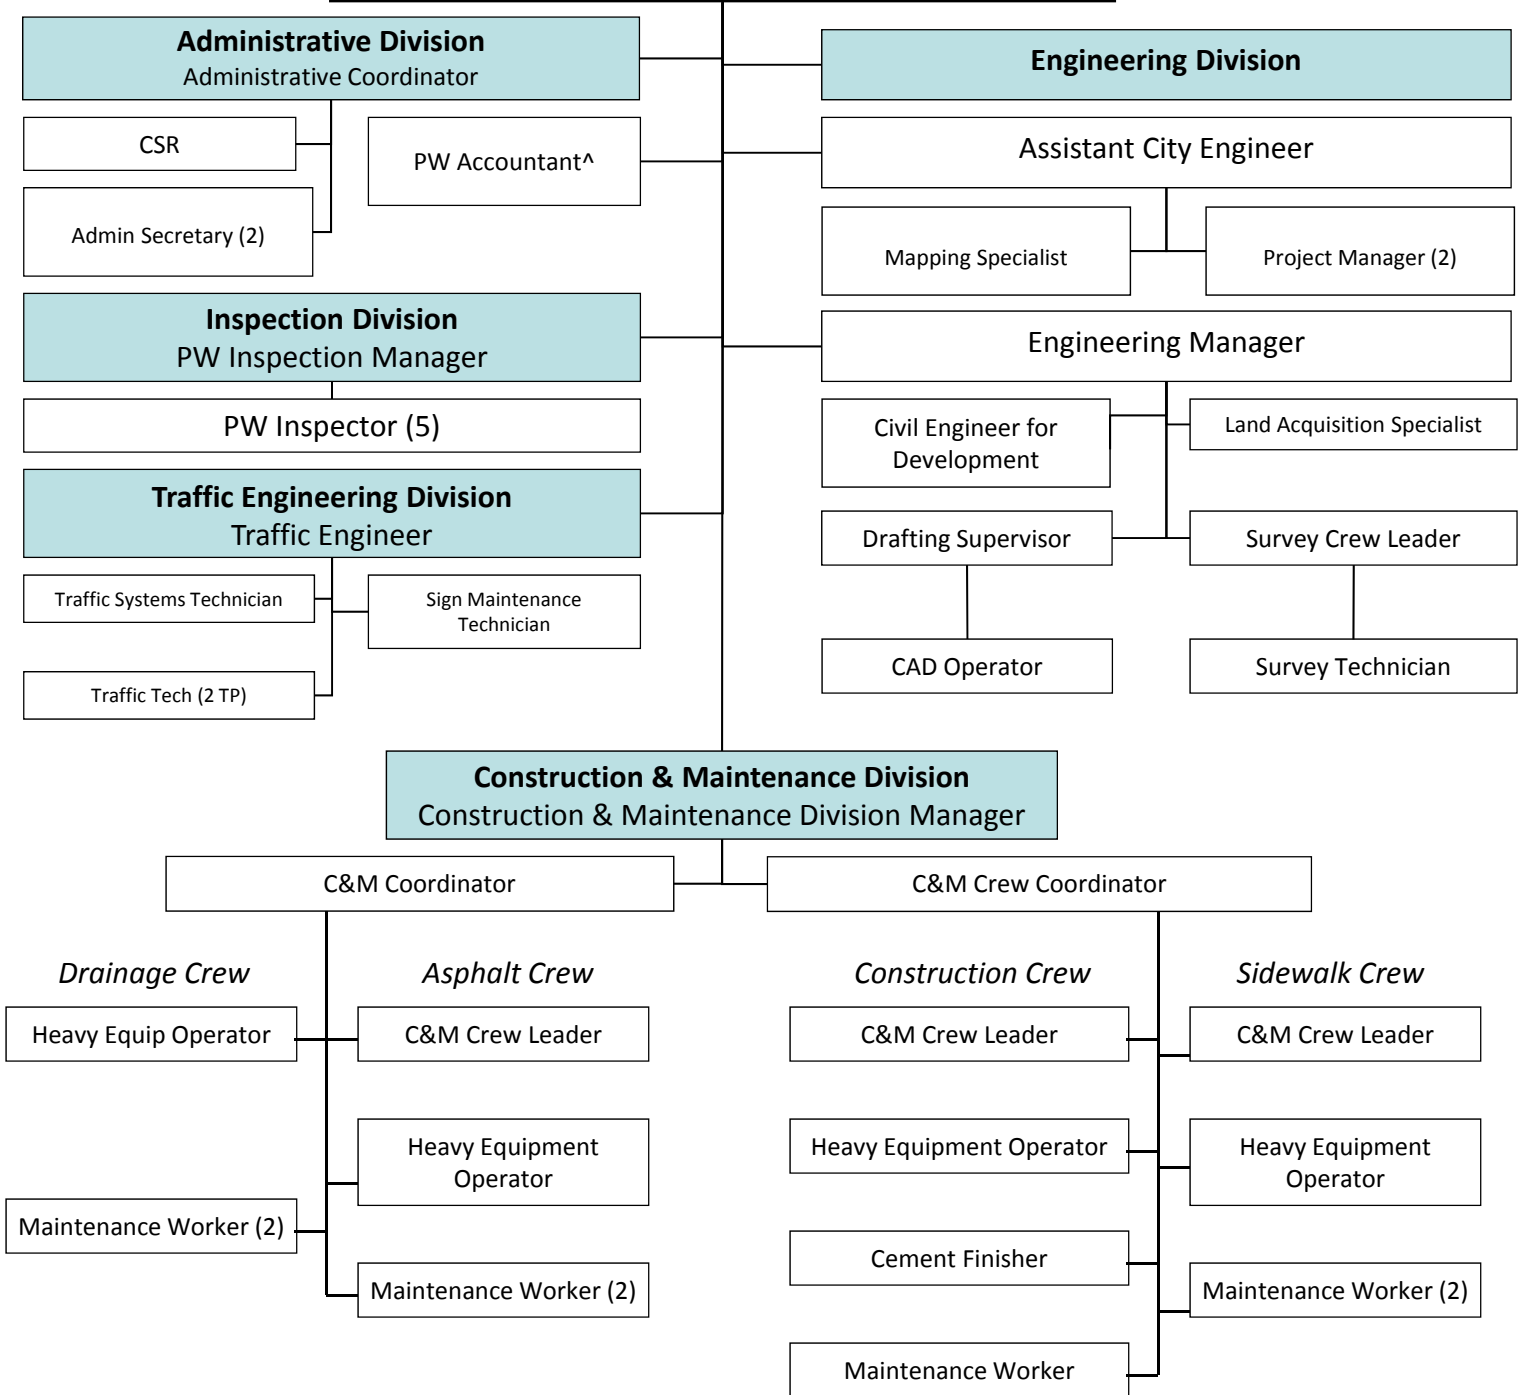 Administrative Division
Administrative Coordinator
CSR
PW Accountant^
Admin Secretary (2)
Inspection Division
PW Inspection Manager
PW Inspector (5)
Traffic Engineering Division
Traffic Engineer
Traffic Systems Technician
Sign Maintenance
Technician
Traffic Tech (2 TP)
Engineering Division
Assistant City Engineer
Mapping Specialist
Project Manager (2)
Engineering Manager
Civil Engineer for
Development
Land Acquisition Specialist
Drafting Supervisor
Survey Crew Leader
CAD Operator
Survey Technician
Construction & Maintenance Division
Construction & Maintenance Division Manager
C&M Coordinator
C&M Crew Coordinator
Drainage Crew
Heavy Equip Operator
Maintenance Worker (2)
Asphalt Crew
C&M Crew Leader
Heavy Equipment
Operator
Maintenance Worker (2)
Construction Crew
C&M Crew Leader
Heavy Equipment Operator
Cement Finisher
Maintenance Worker
Sidewalk Crew
C&M Crew Leader
Heavy Equipment
Operator
Maintenance Worker (2)